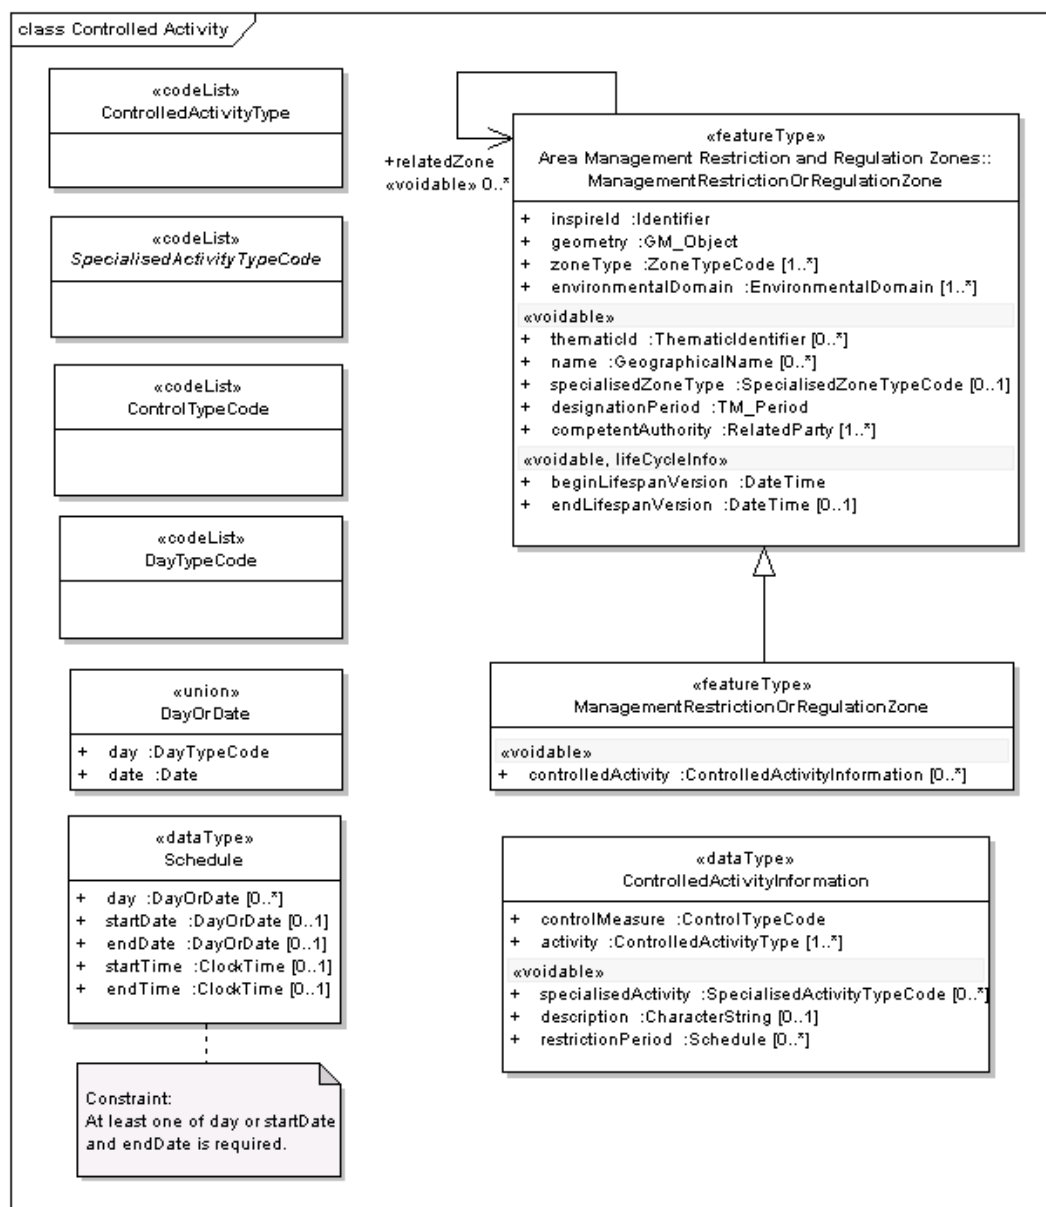 class Controlled Activity
«codeList»
ControlledActivityType
«codeList»
SpecialisedActivityTypeCode
«codeList»
ControlTypeCode
«codeList»
DayTypeCode
«union»
DayOrDate
+ day :DayTypeCode
+ date :Date
«dataType»
Schedule
+ day :DayOrDate [0..*]
+ startDate :DayOrDate [0..1]
+ endDate :DayOrDate [0..1]
+ startTime :ClockTime [0..1]
+ endTime :ClockTime [0..1]
Constraint:
At least one of day or startDate
and endDate is required.
+relatedZone
«voidable» 0..*
«featureType»
Area Management Restriction and Regulation Zones::
ManagementRestrictionOrRegulationZone
+ inspireId :Identifier
+ geometry :GM_Object
+ zoneType :ZoneTypeCode [1..*]
+ environmentalDomain :EnvironmentalDomain [1..*]
«voidable»
+ thematicId :ThematicIdentifier [0..*]
+ name :GeographicalName [0..*]
+ specialisedZoneType :SpecialisedZoneTypeCode [0..1]
+ designationPeriod :TM_Period
+ competentAuthority :RelatedParty [1..*]
«voidable, lifeCycleInfo»
+ beginLifespanVersion :DateTime
+ endLifespanVersion :DateTime [0..1]
«featureType»
ManagementRestrictionOrRegulationZone
«voidable»
+ controlledActivity :ControlledActivityInformation [0..*]
«dataType»
ControlledActivityInformation
+ controlMeasure :ControlTypeCode
+ activity :ControlledActivityType [1..*]
«voidable»
+ specialisedActivity :SpecialisedActivityTypeCode [0..*]
+ description :CharacterString [0..1]
+ restrictionPeriod :Schedule [0..*]